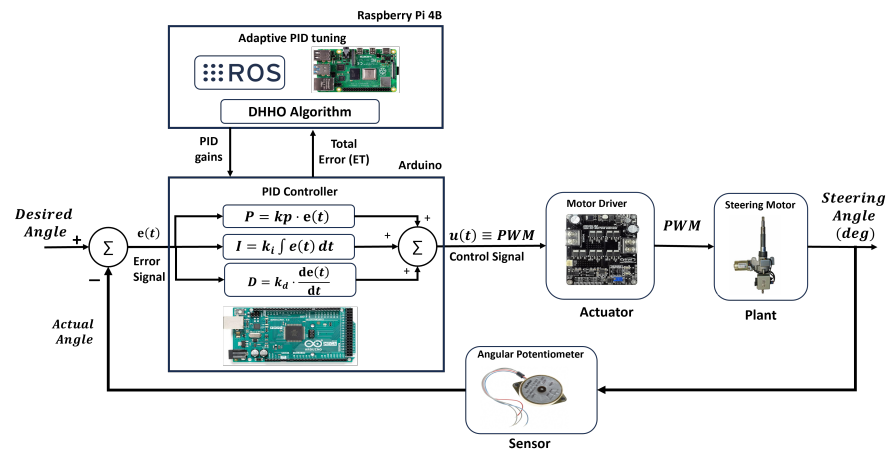 Raspberry Pi 4B
Adaptive PID tuning
ROS
DHHO Algorithm
PID
gains
Total
Error (ET)
Arduino
PID Controller
Desired
Angle
+
Σ
−
e(t)
Error
Signal
P = kp · e(t)
I = k_i ∫ e(t) dt
D = k_d · de(t)/dt
+
+
+
Σ
u(t) ≡ PWM
Control Signal
Motor Driver
Actuator
PWM
Steering Motor
Plant
Steering
Angle
(deg)
Actual
Angle
Angular Potentiometer
Sensor
ARDUINO